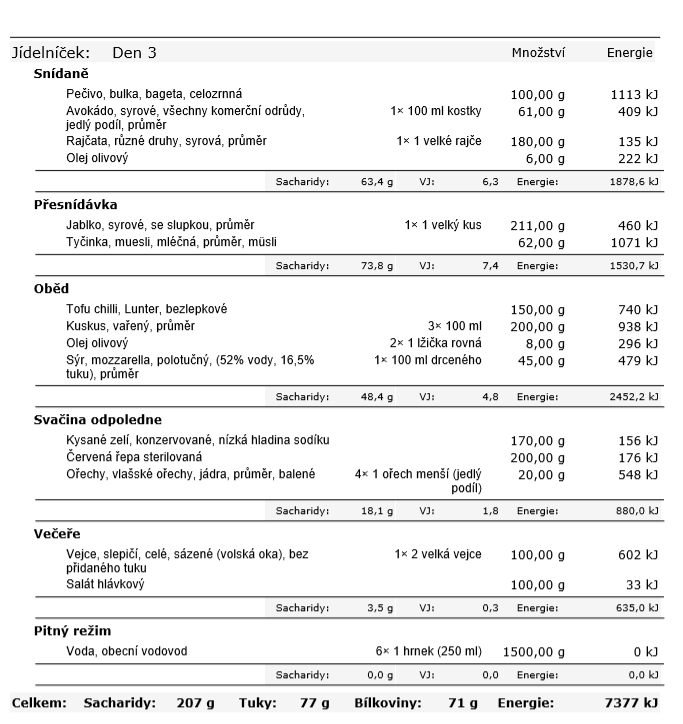 Jídelníček: Den 3 Množství Energie
Snídaně
Pečivo, bulka, bageta, celozrnná 100,00 g 1113 kJ
Avokádo, syrové, všechny komerční odrůdy, 1× 100 ml kostky 61,00 g 409 kJ
jedlý podíl, průměr
Rajčata, různé druhy, syrová, průměr 1× 1 velké rajče 180,00 g 135 kJ
Olej olivový 6,00 g 222 kJ
Sacharidy: 63,4 g VJ: 6,3 Energie: 1878,6 kJ
Přesnídávka
Jablko, syrové, se slupkou, průměr 1× 1 velký kus 211,00 g 460 kJ
Tyčinka, muesli, mléčná, průměr, müsli 62,00 g 1071 kJ
Sacharidy: 73,8 g VJ: 7,4 Energie: 1530,7 kJ
Oběd
Tofu chilli, Lunter, bezlepkové 150,00 g 740 kJ
Kuskus, vařený, průměr 3× 100 ml 200,00 g 938 kJ
Olej olivový 2× 1 lžička rovná 8,00 g 296 kJ
Sýr, mozzarella, polotučný, (52% vody, 16,5% 1× 100 ml drceného 45,00 g 479 kJ
tuku), průměr
Sacharidy: 48,4 g VJ: 4,8 Energie: 2452,2 kJ
Svačina odpoledne
Kysané zelí, konzervované, nízká hladina sodíku 170,00 g 156 kJ
Červená řepa sterilovaná 200,00 g 176 kJ
Ořechy, vlašské ořechy, jádra, průměr, balené 4× 1 ořech menší (jedlý 20,00 g 548 kJ
podíl)
Sacharidy: 18,1 g VJ: 1,8 Energie: 880,0 kJ
Večeře
Vejce, slepičí, celé, sázené (volská oka), bez 1× 2 velká vejce 100,00 g 602 kJ
přidaného tuku
Salát hlávkový 100,00 g 33 kJ
Sacharidy: 3,5 g VJ: 0,3 Energie: 635,0 kJ
Pitný režim
Voda, obecní vodovod 6× 1 hrnek (250 ml) 1500,00 g 0 kJ
Sacharidy: 0,0 g VJ: 0,0 Energie: 0,0 kJ
Celkem: Sacharidy: 207 g Tuky: 77 g Bílkoviny: 71 g Energie: 7377 kJ